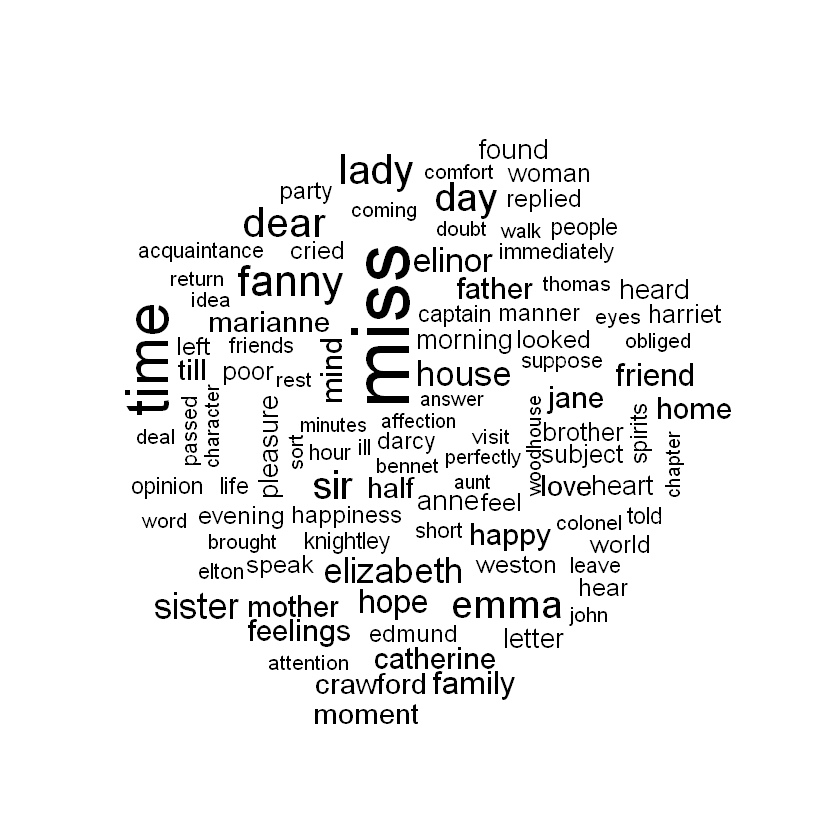 found
lady comfort woman
party day replied
dear coming doubt walk people
acquaintance cried miss elinor immediately
return fanny father thomas heard
idea
time marianne captain manner eyes harriet
left friends mind morning looked obliged
till poor rest house suppose friend
passed character pleasure answer jane home
deal sort minutes affection woodhouse brother spirits chapter
hour ill darcy visit subject
bennet perfectly
opinion life sir half aunt love heart
anne feel
word evening happiness short happy colonel told
brought knightley world
elton speak elizabeth weston leave
hear
sister mother hope emma john
feelings edmund letter
attention catherine
crawford family
moment